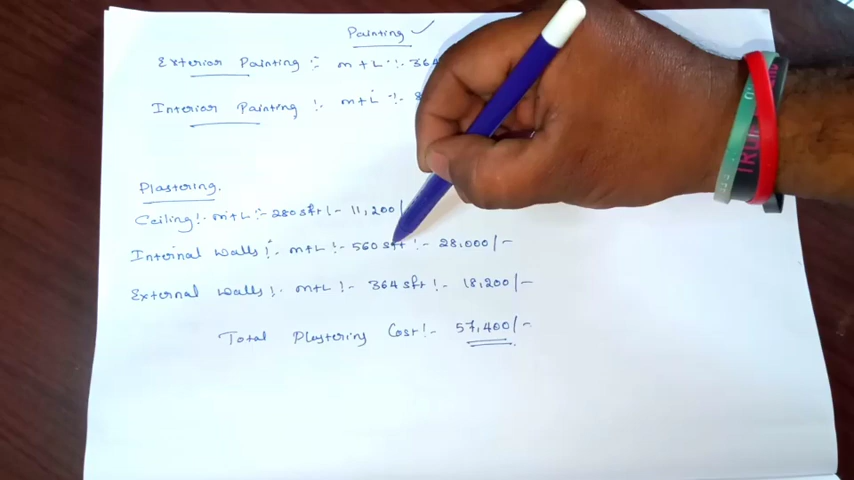 Painting
Exterior Painting :- m+L :- 364
Interior Painting :- m+L :- 8
Plastering.
Ceiling :- m+L :- 280 sft :- 11,200/
Internal walls :- m+L :- 560 sft :- 28,000/-
External walls :- m+L :- 364 sft :- 18,200/-
Total Plastering Cost :- 57,400/-